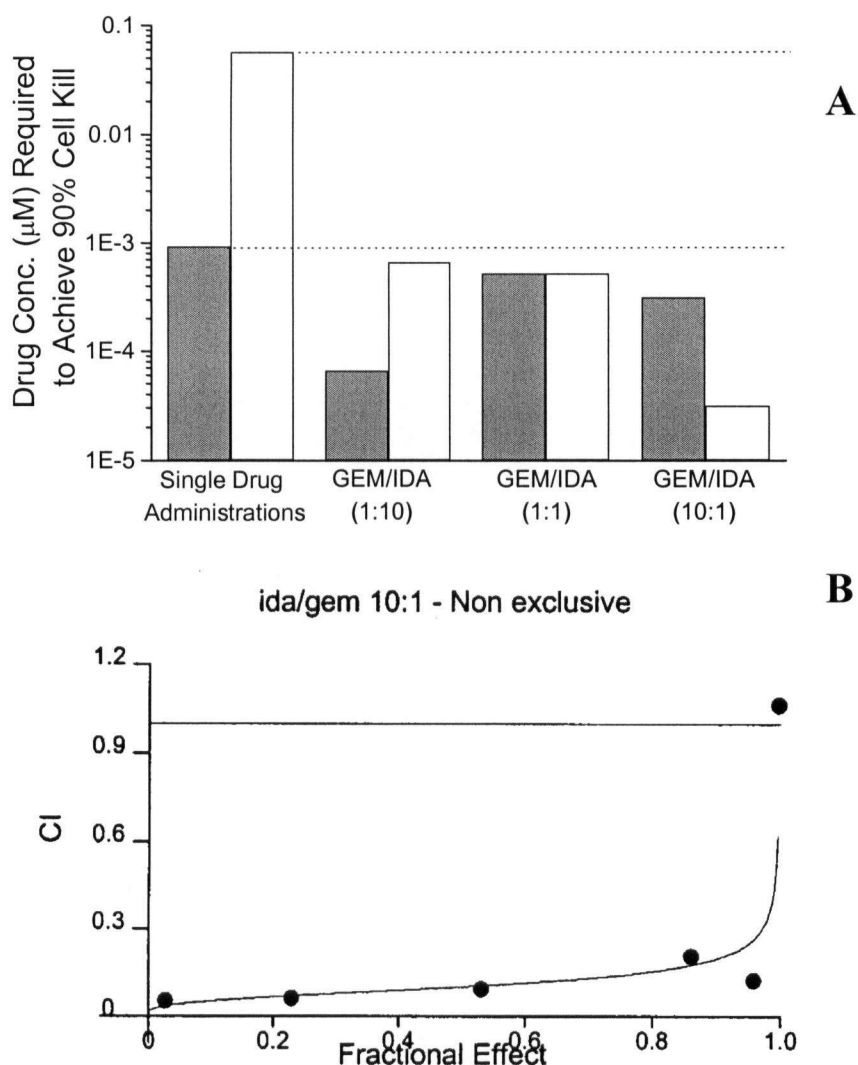 A
Drug Conc. (μM) Required
to Achieve 90% Cell Kill
0.1
0.01
1E-3
1E-4
1E-5
Single Drug
Administrations
GEM/IDA
(1:10)
GEM/IDA
(1:1)
GEM/IDA
(10:1)
B
ida/gem 10:1 - Non exclusive
CI
1.2
0.9
0.6
0.3
0
0 0.2 0.4 0.6 0.8 1.0
Fractional Effect